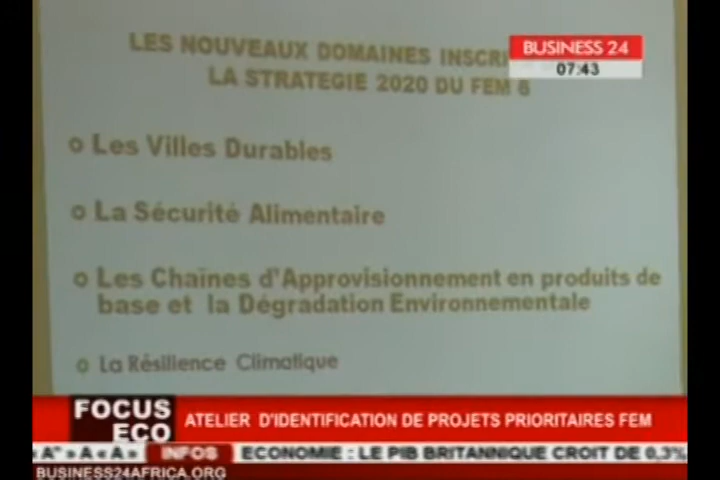 LES NOUVEAUX DOMAINES
LA STRATEGIE 2020 DU FEM 6
BUSINESS 24
07:43
o Les Villes Durables
o La Sécurité Alimentaire
o Les Chaînes d'Approvisionnement en produits de
base et la Dégradation Environnementale
o La Résilience Climatique
FOCUS
ECO
ATELIER D'IDENTIFICATION DE PROJETS PRIORITAIRES FEM
INFOS ECONOMIE : LE PIB BRITANNIQUE CROIT DE 0,3%
BUSINESS24AFRICA.ORG